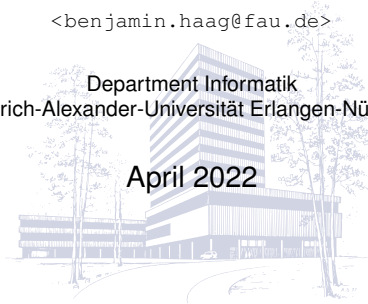 <benjamin.haag@fau.de>
Department Informatik
rich-Alexander-Universität Erlangen-Nü
April 2022